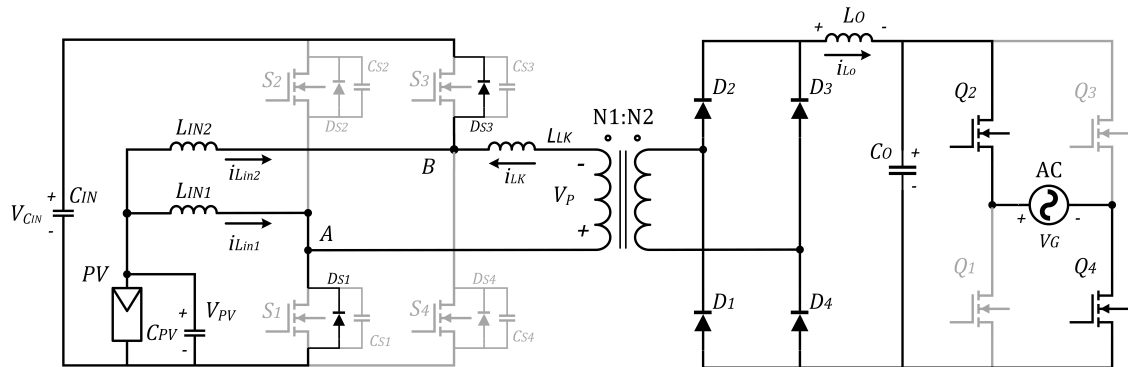 LO
+ -
iLo
S2
CS2
DS2
S3
CS3
DS3
D2
D3
Q2
Q3
N1:N2
LIN2
iLin2
B
LLK
iLK
-
VP
+
CO
+
-
AC
+ -
VG
+
CIN
VCIN
-
LIN1
iLin1
A
PV
CPV
+
VPV
-
DS1
S1
CS1
DS4
S4
CS4
D1
D4
Q1
Q4